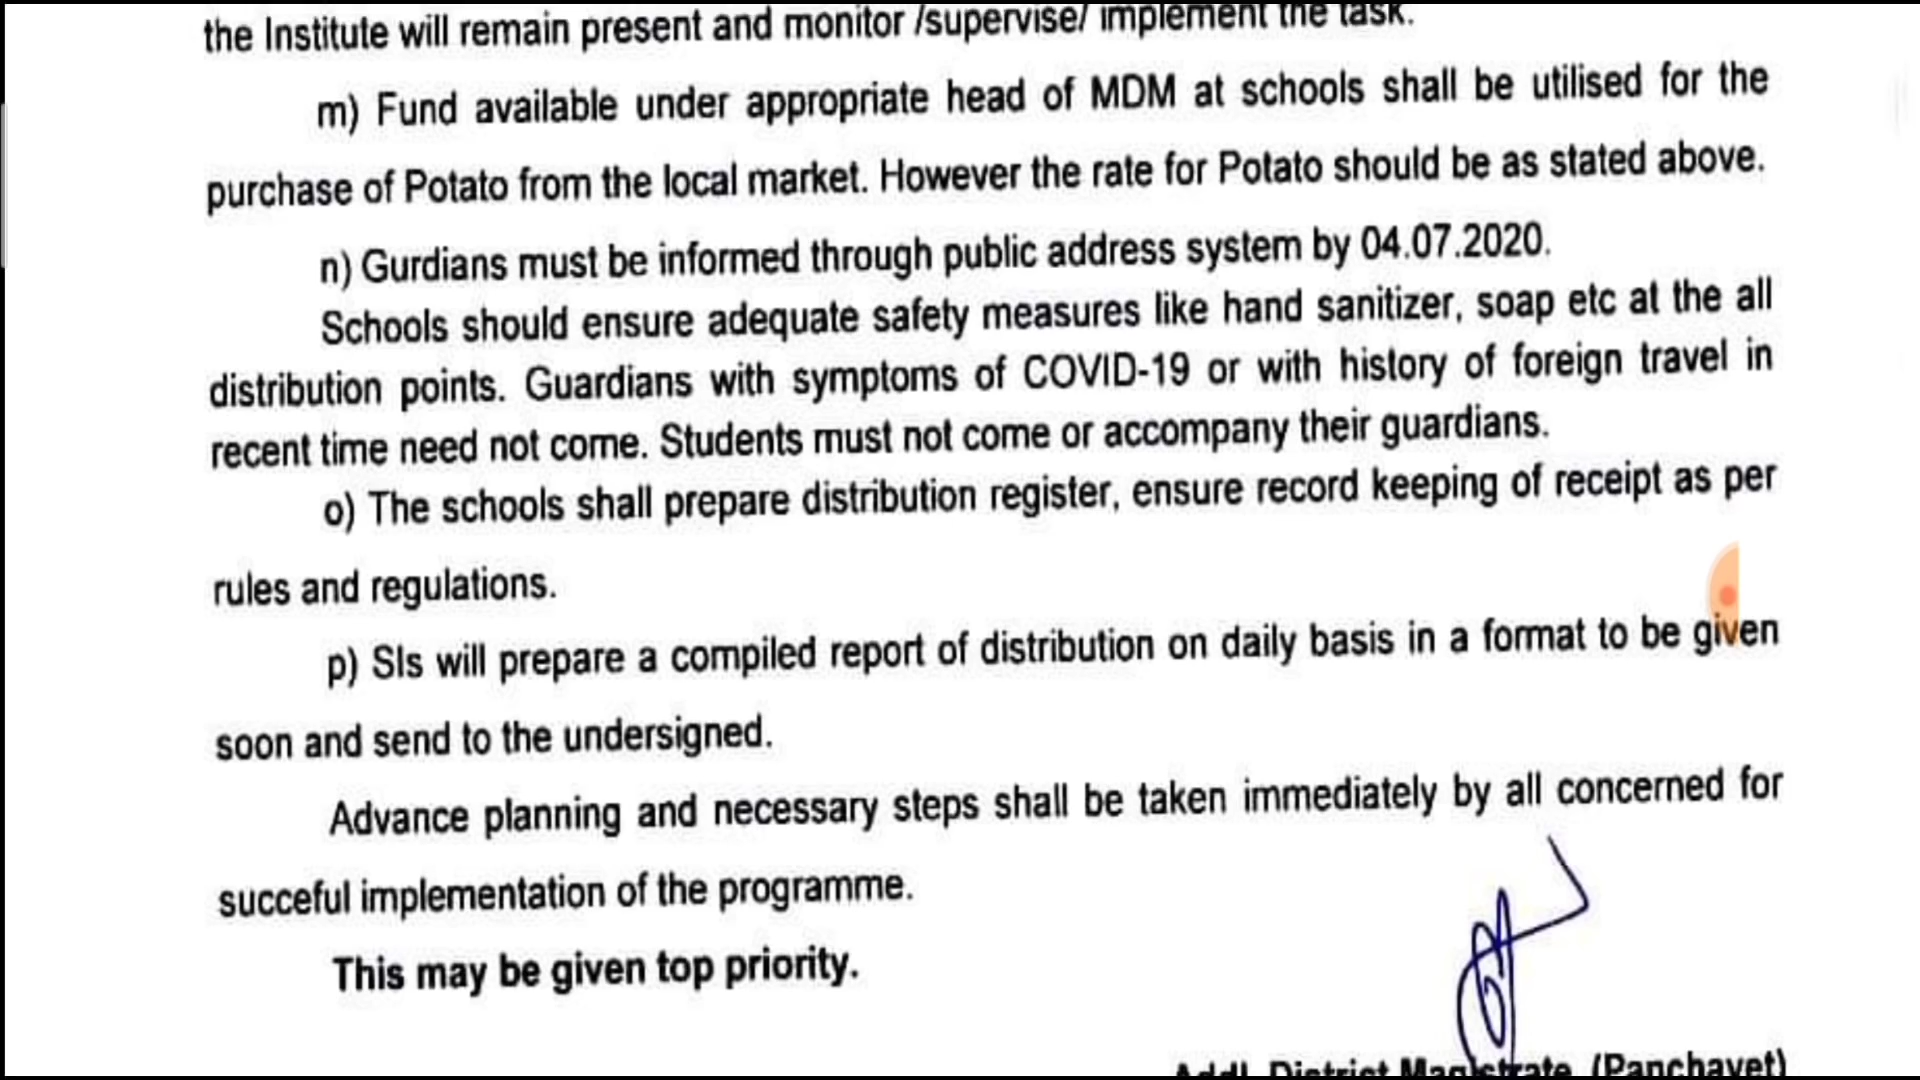 the Institute will remain present and monitor /supervise/ implement the task.
m) Fund available under appropriate head of MDM at schools shall be utilised for the
purchase of Potato from the local market. However the rate for Potato should be as stated above.
n) Gurdians must be informed through public address system by 04.07.2020.
Schools should ensure adequate safety measures like hand sanitizer, soap etc at the all
distribution points. Guardians with symptoms of COVID-19 or with history of foreign travel in
recent time need not come. Students must not come or accompany their guardians.
o) The schools shall prepare distribution register, ensure record keeping of receipt as per
rules and regulations.
p) SIs will prepare a compiled report of distribution on daily basis in a format to be given
soon and send to the undersigned.
Advance planning and necessary steps shall be taken immediately by all concerned for
succeful implementation of the programme.
This may be given top priority.
Addl. District Magistrate (Panchayet)